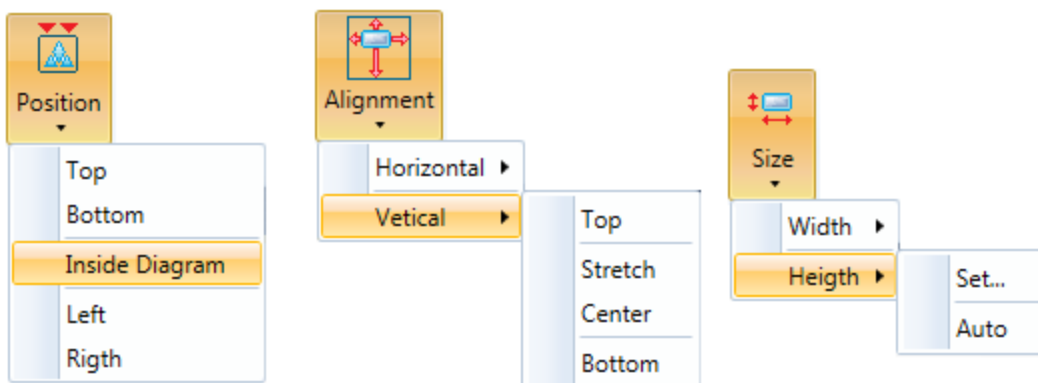 Position
Top
Bottom
Inside Diagram
Left
Rigth
Alignment
Horizontal
Vetical
Top
Stretch
Center
Bottom
Size
Width
Heigth
Set...
Auto